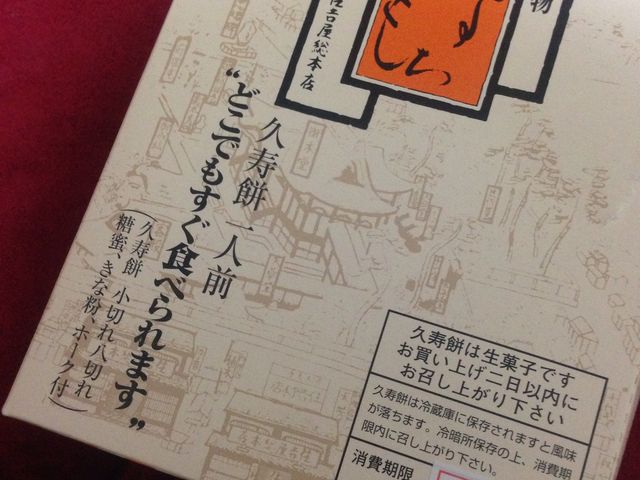 物
住吉屋総本店
久寿餅 一人前
“どこでもすぐ食べられます”
(久寿餅 小切れ八切れ
糖蜜、きな粉、ホーク付)
久寿餅は生菓子です
お買い上げ二日以内に
お召し上がり下さい
久寿餅は冷蔵庫に保存されますと風味
が落ちます。冷暗所保存の上、消費期
限内に召し上がり下さい。
消費期限